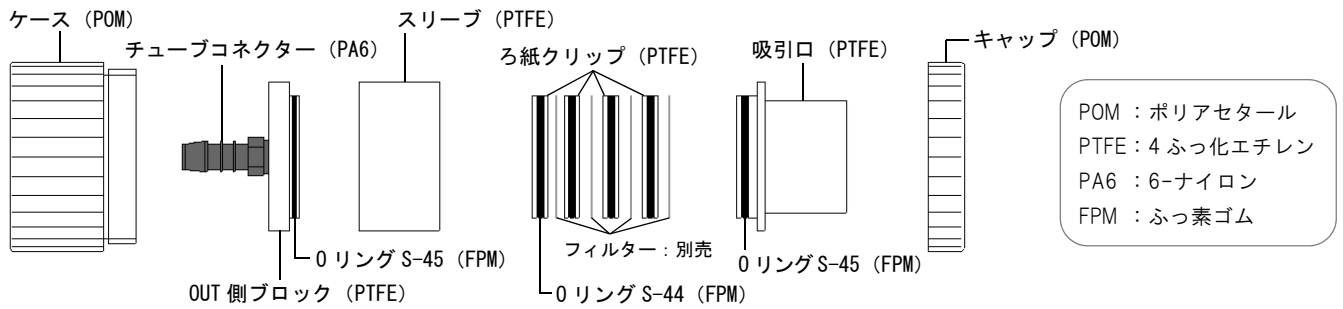 ケース（POM）
チューブコネクター（PA6）
スリーブ（PTFE）
ろ紙クリップ（PTFE）
吸引口（PTFE）
キャップ（POM）
POM ：ポリアセタール
PTFE：4 ふっ化エチレン
PA6 ：6-ナイロン
FPM ：ふっ素ゴム
フィルター：別売
O リング S-45（FPM）
O リング S-45（FPM）
OUT 側ブロック（PTFE）
O リング S-44（FPM）